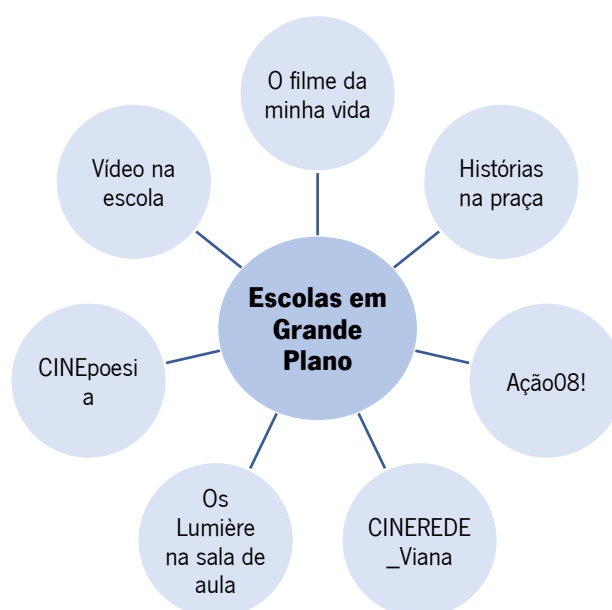 O filme da
minha vida
Vídeo na
escola
Histórias
na praça
Escolas em
Grande
Plano
CINEpoesi
a
Ação08!
Os
Lumière
na sala de
aula
CINEREDE
_Viana